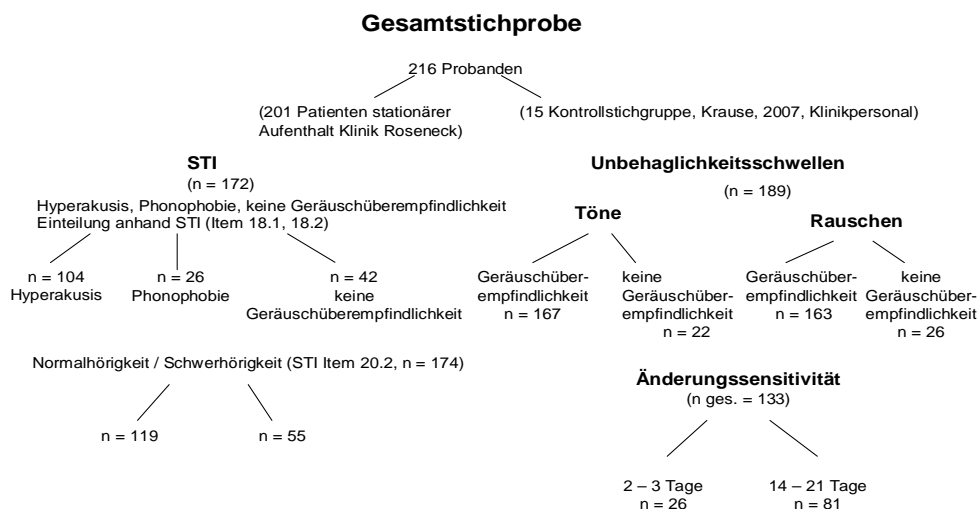 Gesamtstichprobe
216 Probanden
(201 Patienten stationärer
Aufenthalt Klinik Roseneck)
(15 Kontrollstichgruppe, Krause, 2007, Klinikpersonal)
STI
(n = 172)
Hyperakusis, Phonophobie, keine Geräuschüberempfindlichkeit
Einteilung anhand STI (Item 18.1, 18.2)
n = 104
Hyperakusis
n = 26
Phonophobie
n = 42
keine
Geräuschüberempfindlichkeit
Normalhörigkeit / Schwerhörigkeit (STI Item 20.2, n = 174)
n = 119
n = 55
Unbehaglichkeitsschwellen
(n = 189)
Töne
Geräuschüber-
empfindlichkeit
n = 167
keine
Geräuschüber-
empfindlichkeit
n = 22
Rauschen
Geräuschüber-
empfindlichkeit
n = 163
keine
Geräuschüber-
empfindlichkeit
n = 26
Änderungssensitivität
(n ges. = 133)
2 – 3 Tage
n = 26
14 – 21 Tage
n = 81